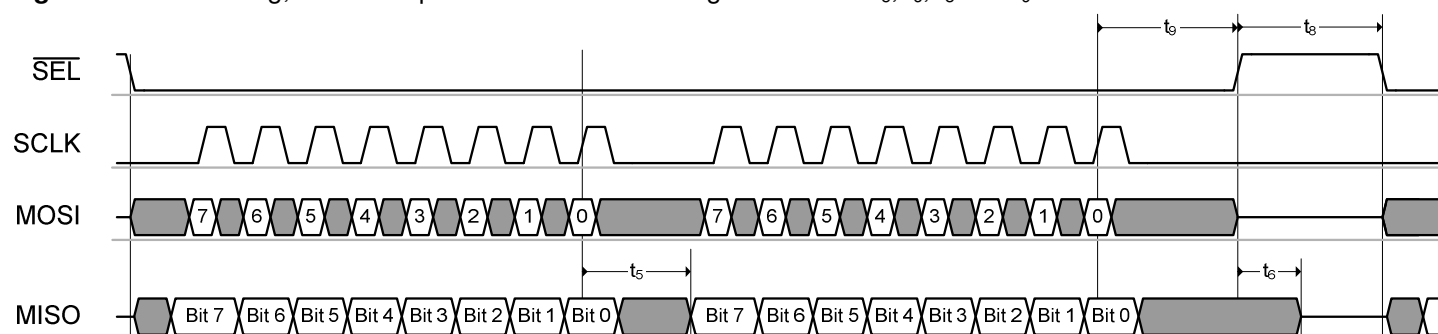 t₉ t₈
SEL
SCLK
MOSI 7 6 5 4 3 2 1 0 7 6 5 4 3 2 1 0
t₅ t₆
MISO Bit 7 Bit 6 Bit 5 Bit 4 Bit 3 Bit 2 Bit 1 Bit 0 Bit 7 Bit 6 Bit 5 Bit 4 Bit 3 Bit 2 Bit 1 Bit 0